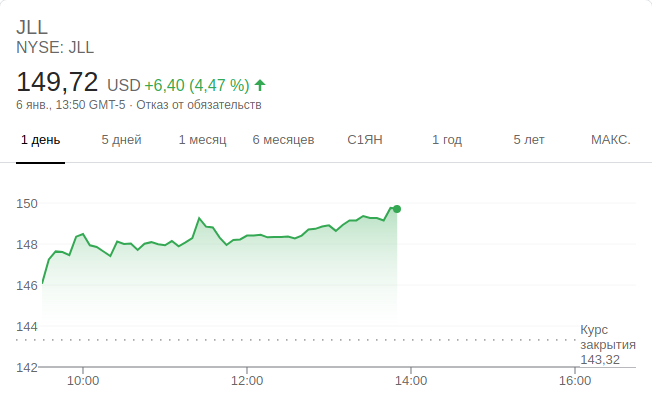 JLL
NYSE: JLL
149,72 USD +6,40 (4,47 %)
6 янв., 13:50 GMT-5 · Отказ от обязательств
1 день 5 дней 1 месяц 6 месяцев С1ЯН 1 год 5 лет МАКС.
150
148
146
144
Курс
закрытия
143,32
142
10:00 12:00 14:00 16:00